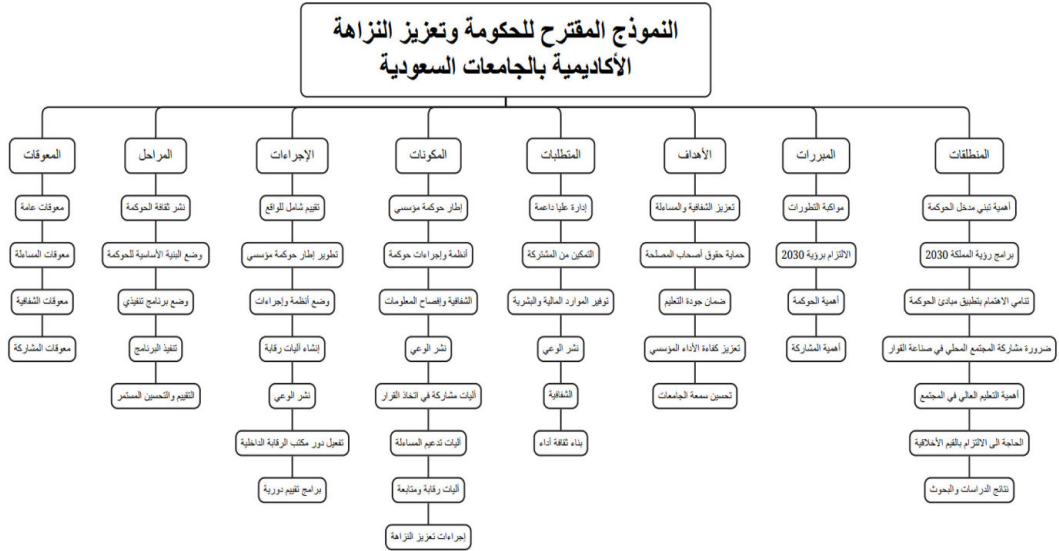 النموذج المقترح للحكومة وتعزيز النزاهة
الأكاديمية بالجامعات السعودية
المنطلقات
أهمية تبني مدخل الحوكمة
برامج رؤية المملكة 2030
تنامي الاهتمام بتطبيق مبادئ الحوكمة
ضرورة مشاركة المجتمع المحلي في صناعة القرار
أهمية التعليم العالي في المجتمع
الحاجة الى الالتزام بالقيم الأخلاقية
نتائج الدراسات والبحوث
المبررات
مواكبة التطورات
الالتزام برؤية 2030
أهمية الحوكمة
أهمية المشاركة
الأهداف
تعزيز الشفافية والمساءلة
حماية حقوق أصحاب المصلحة
ضمان جودة التعليم
تعزيز كفاءة الأداء المؤسسي
تحسين سمعة الجامعات
المتطلبات
إدارة عليا داعمة
التمكين من المشتركة
توفير الموارد المالية والبشرية
نشر الوعي
الشفافية
بناء ثقافة أداء
المكونات
إطار حوكمة مؤسسي
أنظمة وإجراءات حوكمة
الشفافية وإفصاح المعلومات
نشر الوعي
آليات مشاركة في اتخاذ القرار
آليات تدعيم المساءلة
آليات رقابة ومتابعة
إجراءات تعزيز النزاهة
الإجراءات
تقييم شامل للواقع
تطوير إطار حوكمة مؤسسي
وضع أنظمة وإجراءات
إنشاء آليات رقابة
نشر الوعي
تفعيل دور مكتب الرقابة الداخلية
برامج تقييم دورية
المراحل
نشر ثقافة الحوكمة
وضع البنية الأساسية للحوكمة
وضع برنامج تنفيذي
تنفيذ البرنامج
التقييم والتحسين المستمر
المعوقات
معوقات عامة
معوقات المساءلة
معوقات الشفافية
معوقات المشاركة